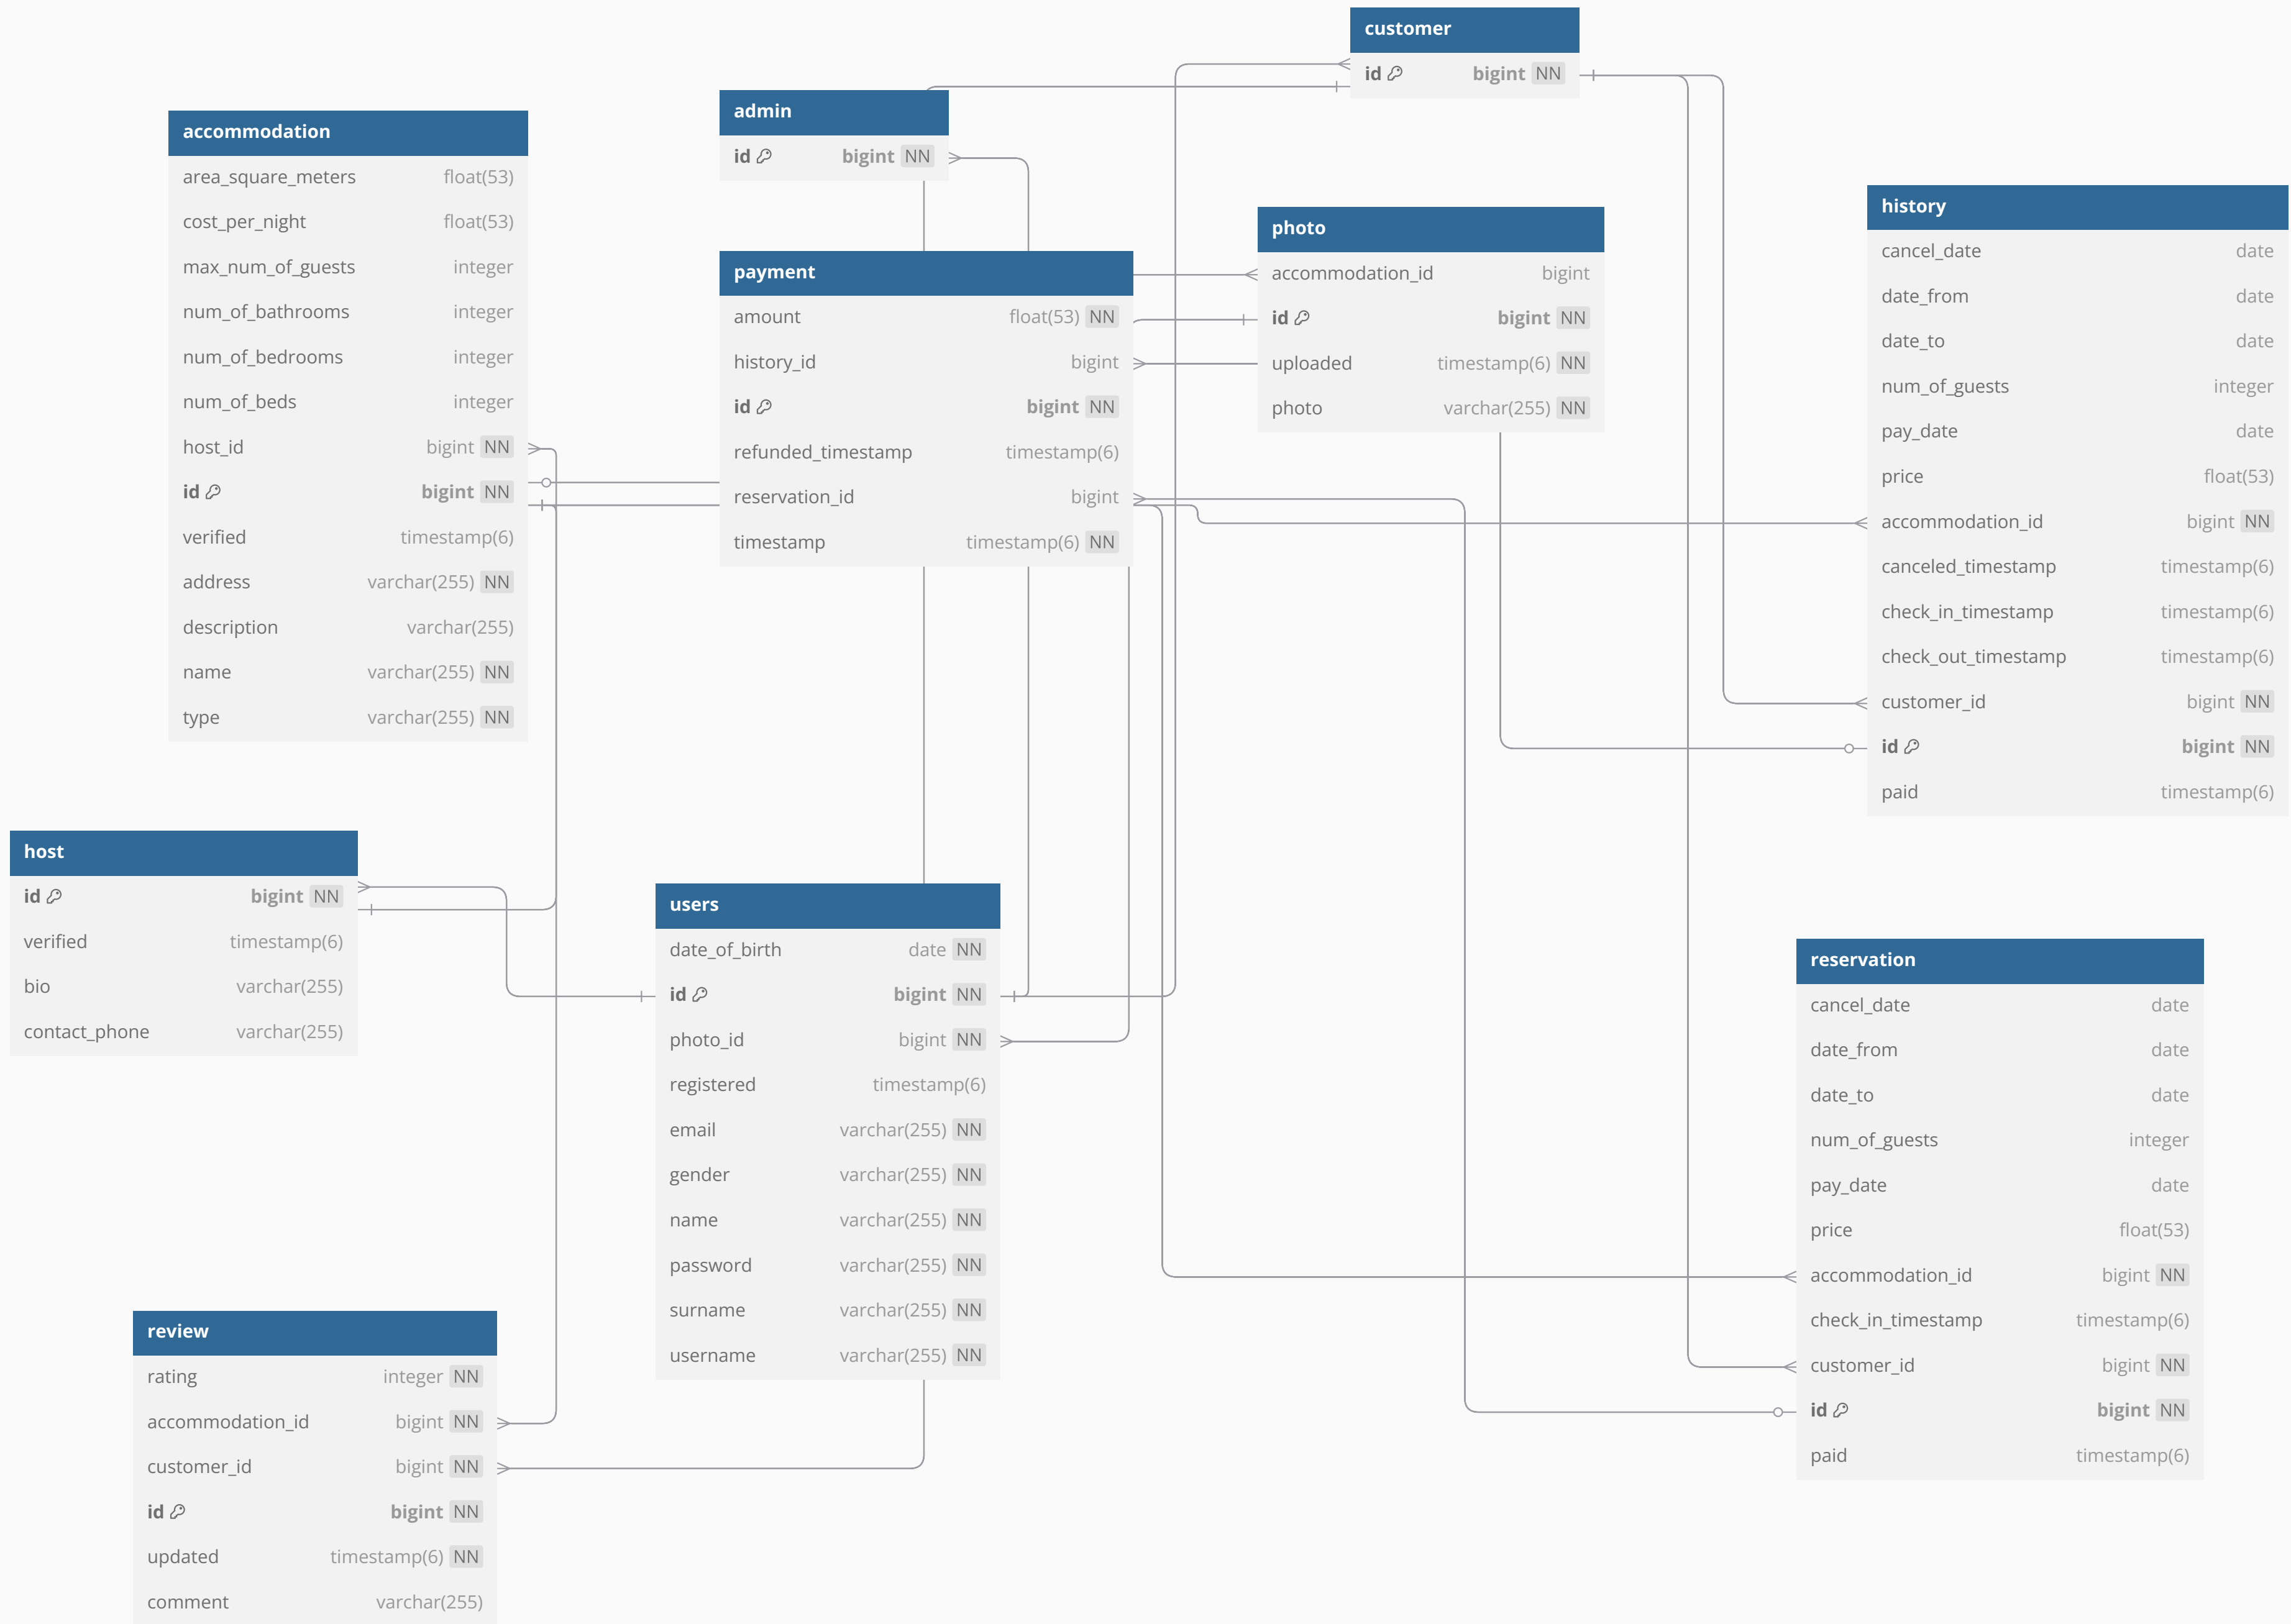 customer
id bigint NN
admin
id bigint NN
accommodation
area_square_meters float(53)
cost_per_night float(53)
max_num_of_guests integer
num_of_bathrooms integer
num_of_bedrooms integer
num_of_beds integer
host_id bigint NN
id bigint NN
verified timestamp(6)
address varchar(255) NN
description varchar(255)
name varchar(255) NN
type varchar(255) NN
payment
amount float(53) NN
history_id bigint
id bigint NN
refunded_timestamp timestamp(6)
reservation_id bigint
timestamp timestamp(6) NN
photo
accommodation_id bigint
id bigint NN
uploaded timestamp(6) NN
photo varchar(255) NN
history
cancel_date date
date_from date
date_to date
num_of_guests integer
pay_date date
price float(53)
accommodation_id bigint NN
canceled_timestamp timestamp(6)
check_in_timestamp timestamp(6)
check_out_timestamp timestamp(6)
customer_id bigint NN
id bigint NN
paid timestamp(6)
host
id bigint NN
verified timestamp(6)
bio varchar(255)
contact_phone varchar(255)
users
date_of_birth date NN
id bigint NN
photo_id bigint NN
registered timestamp(6)
email varchar(255) NN
gender varchar(255) NN
name varchar(255) NN
password varchar(255) NN
surname varchar(255) NN
username varchar(255) NN
reservation
cancel_date date
date_from date
date_to date
num_of_guests integer
pay_date date
price float(53)
accommodation_id bigint NN
check_in_timestamp timestamp(6)
customer_id bigint NN
id bigint NN
paid timestamp(6)
review
rating integer NN
accommodation_id bigint NN
customer_id bigint NN
id bigint NN
updated timestamp(6) NN
comment varchar(255)